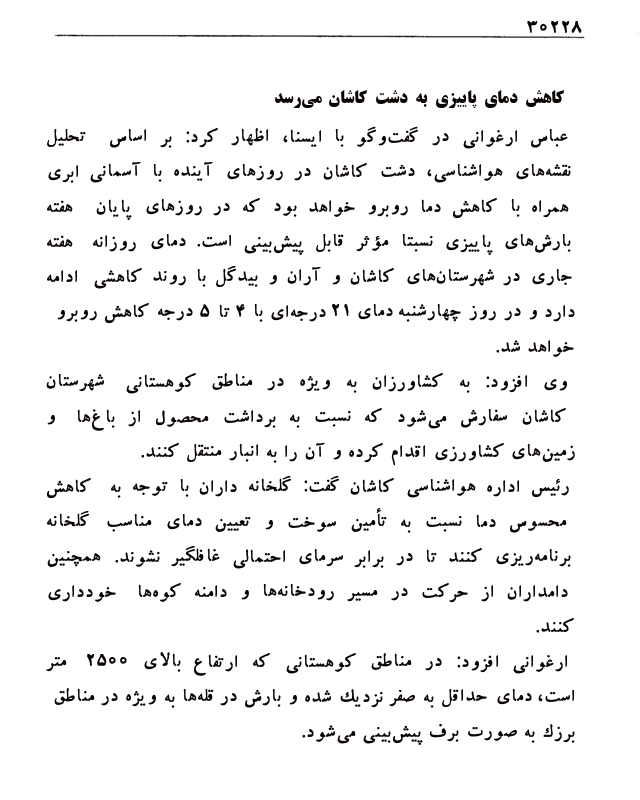 ۳۰۲۲۸
کاهش دمای پاییزی به دشت کاشان می‌رسد
عباس ارغوانی در گفت‌وگو با ایسنا، اظهار کرد: بر اساس تحلیل
نقشه‌های هواشناسی، دشت کاشان در روزهای آینده با آسمانی ابری
همراه با کاهش دما روبرو خواهد بود که در روزهای پایان هفته
بارش‌های پاییزی نسبتا مؤثر قابل پیش‌بینی است. دمای روزانه هفته
جاری در شهرستان‌های کاشان و آران و بیدگل با روند کاهشی ادامه
دارد و در روز چهارشنبه دمای ۲۱ درجه‌ای با ۴ تا ۵ درجه کاهش روبرو
خواهد شد.
وی افزود: به کشاورزان به ویژه در مناطق کوهستانی شهرستان
کاشان سفارش می‌شود که نسبت به برداشت محصول از باغ‌ها و
زمین‌های کشاورزی اقدام کرده و آن را به انبار منتقل کنند.
رئیس اداره هواشناسی کاشان گفت: گلخانه داران با توجه به کاهش
محسوس دما نسبت به تأمین سوخت و تعیین دمای مناسب گلخانه
برنامه‌ریزی کنند تا در برابر سرمای احتمالی غافلگیر نشوند. همچنین
دامداران از حرکت در مسیر رودخانه‌ها و دامنه کوه‌ها خودداری
کنند.
ارغوانی افزود: در مناطق کوهستانی که ارتفاع بالای ۲۵۰۰ متر
است، دمای حداقل به صفر نزدیك شده و بارش در قله‌ها به ویژه در مناطق
برزك به صورت برف پیش‌بینی می‌شود.